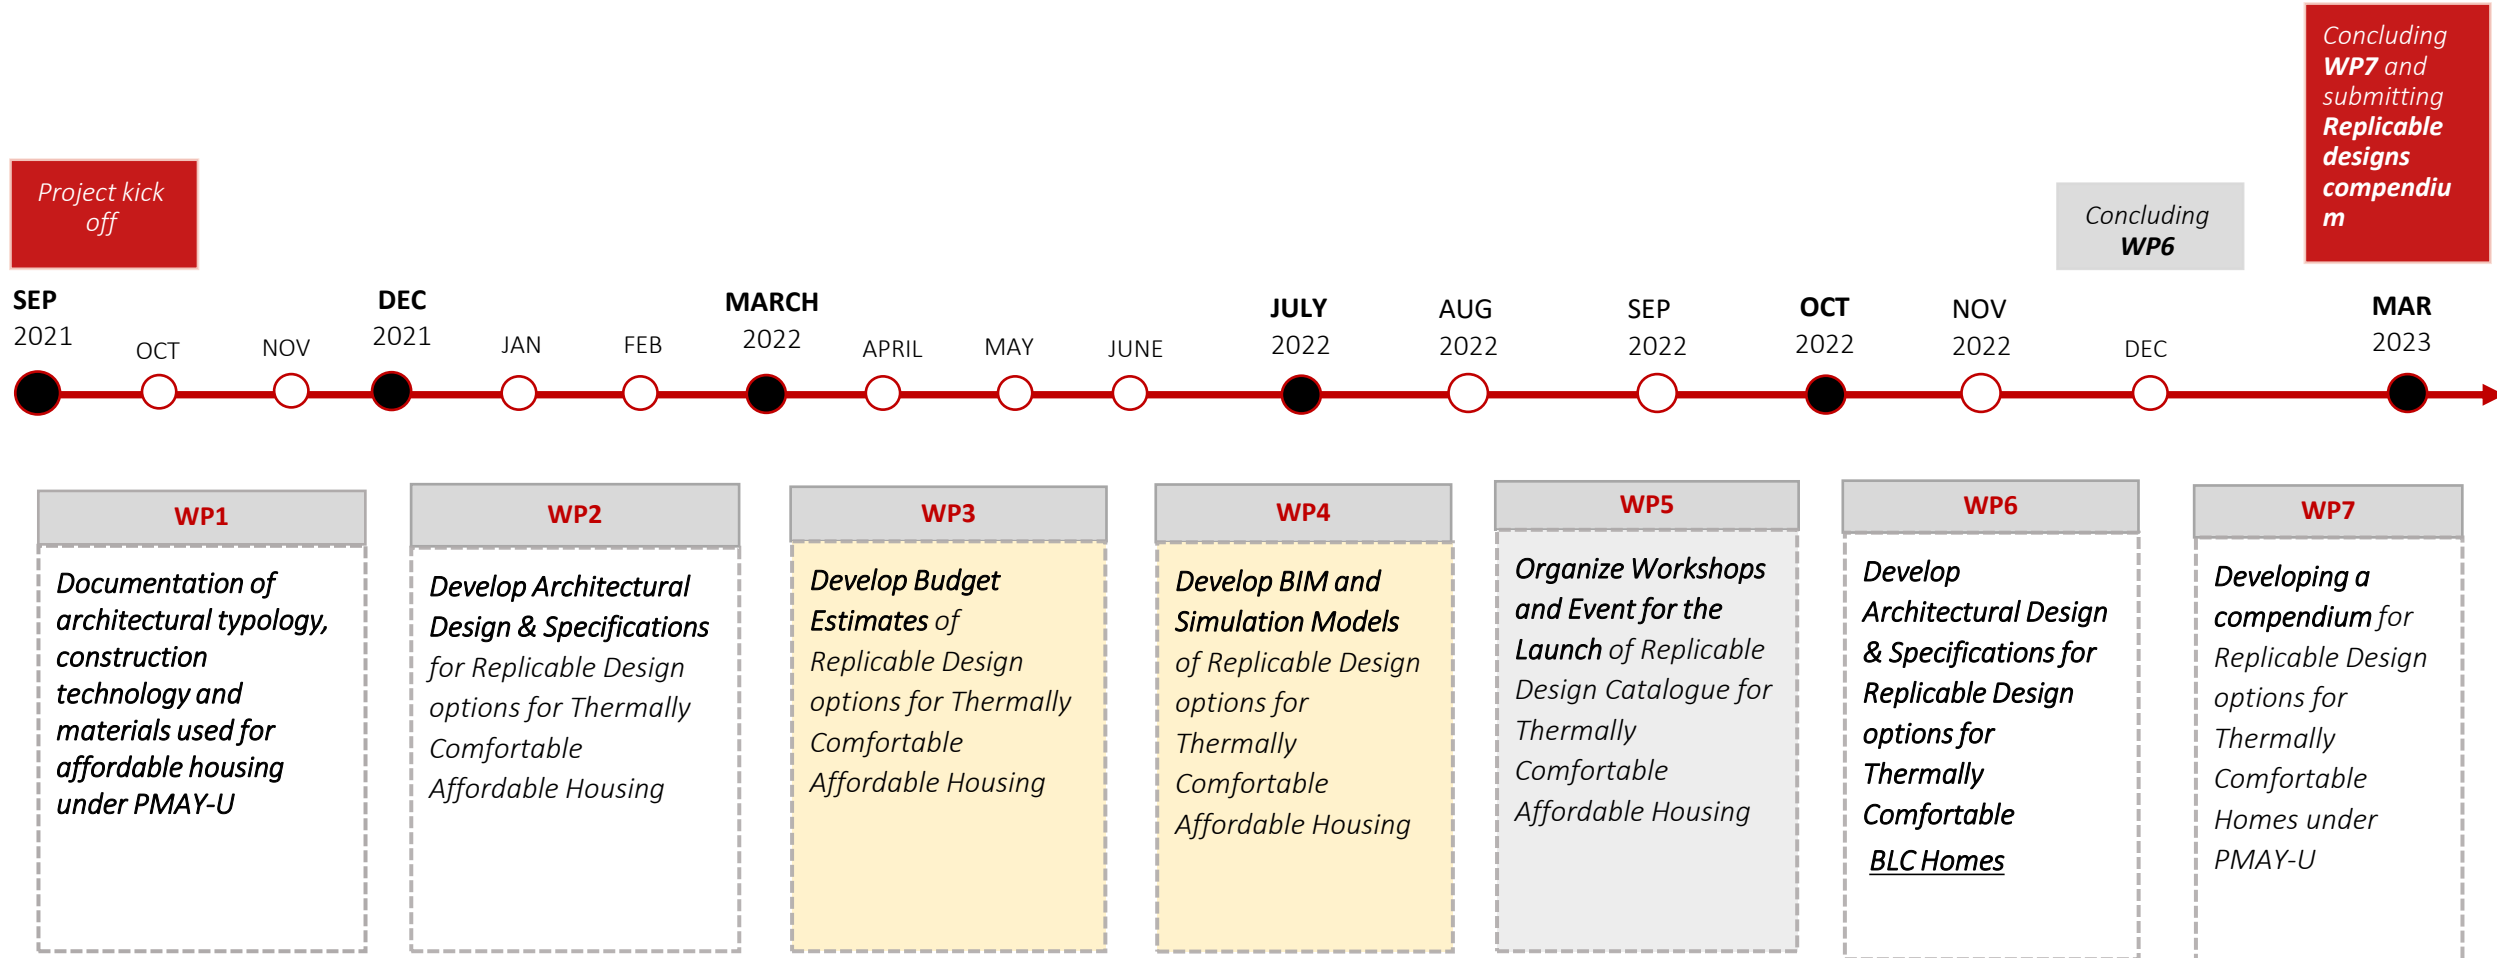 Concluding
WP7 and
submitting
Replicable
designs
compendiu
m
Project kick
off
Concluding
WP6
SEP
2021
OCT
NOV
DEC
2021
JAN
FEB
MARCH
2022
APRIL
MAY
JUNE
JULY
2022
AUG
2022
SEP
2022
OCT
2022
NOV
2022
DEC
MAR
2023
WP1
Documentation of
architectural typology,
construction
technology and
materials used for
affordable housing
under PMAY-U
WP2
Develop Architectural
Design & Specifications
for Replicable Design
options for Thermally
Comfortable
Affordable Housing
WP3
Develop Budget
Estimates of
Replicable Design
options for Thermally
Comfortable
Affordable Housing
WP4
Develop BIM and
Simulation Models
of Replicable Design
options for
Thermally
Comfortable
Affordable Housing
WP5
Organize Workshops
and Event for the
Launch of Replicable
Design Catalogue for
Thermally
Comfortable
Affordable Housing
WP6
Develop
Architectural Design
& Specifications for
Replicable Design
options for
Thermally
Comfortable
BLC Homes
WP7
Developing a
compendium for
Replicable Design
options for
Thermally
Comfortable
Homes under
PMAY-U